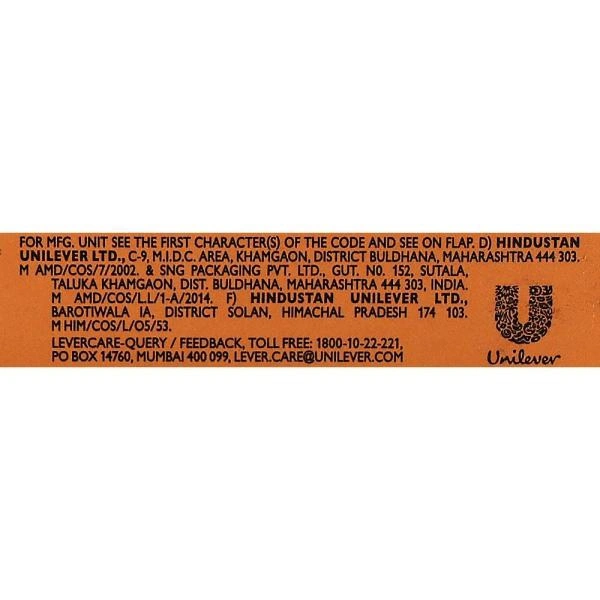 FOR MFG. UNIT SEE THE FIRST CHARACTER(S) OF THE CODE AND SEE ON FLAP. D) HINDUSTAN
UNILEVER LTD., C-9, M.I.D.C. AREA, KHAMGAON, DISTRICT BULDHANA, MAHARASHTRA 444 303.
M AMD/COS/7/2002. & SNG PACKAGING PVT. LTD., GUT. NO. 152, SUTALA,
TALUKA KHAMGAON, DIST. BULDHANA, MAHARASHTRA 444 303, INDIA.
M AMD/COS/L.L/1-A/2014. F) HINDUSTAN UNILEVER LTD.,
BAROTIWALA IA, DISTRICT SOLAN, HIMACHAL PRADESH 174 103.
M HIM/COS/L/OS/53.
LEVERCARE-QUERY / FEEDBACK, TOLL FREE: 1800-10-22-221,
PO BOX 14760, MUMBAI 400 099, LEVER.CARE@UNILEVER.COM
Unilever